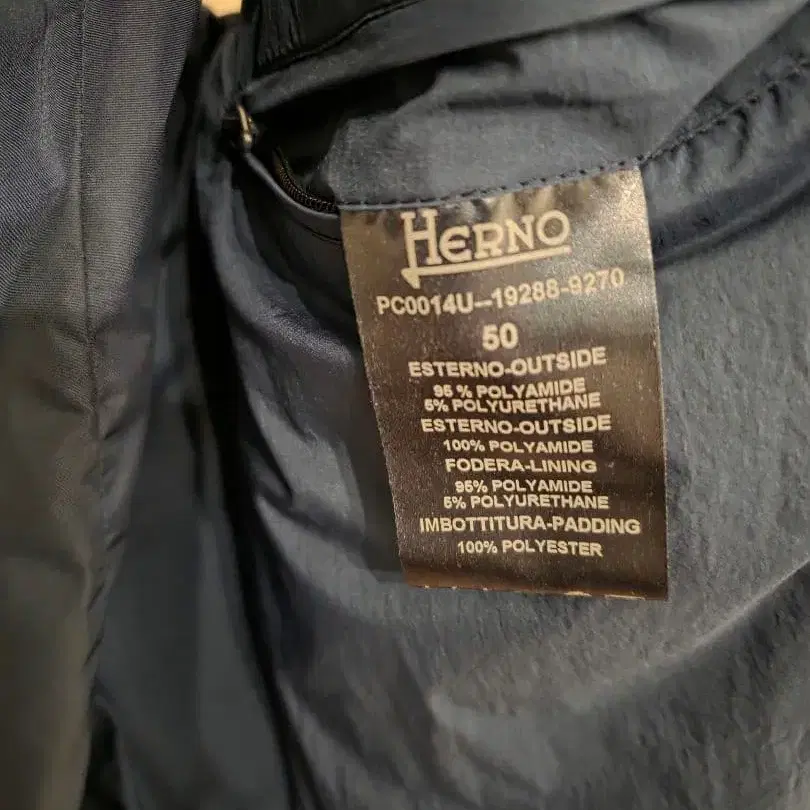 HERNO
PC0014U--19288-9270
50
ESTERNO-OUTSIDE
95 % POLYAMIDE
5% POLYURETHANE
ESTERNO-OUTSIDE
100% POLYAMIDE
FODERA-LINING
95% POLYAMIDE
5% POLYURETHANE
IMBOTTITURA-PADDING
100% POLYESTER